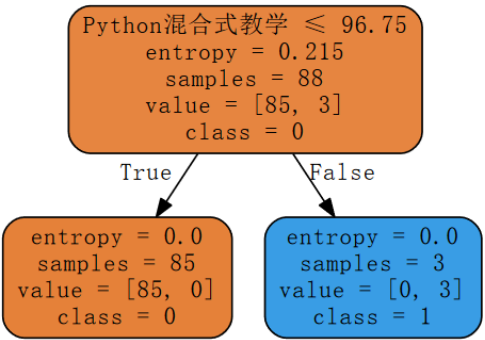 Python混合式教学 ≤ 96.75
entropy = 0.215
samples = 88
value = [85, 3]
class = 0
True
False
entropy = 0.0
samples = 85
value = [85, 0]
class = 0
entropy = 0.0
samples = 3
value = [0, 3]
class = 1